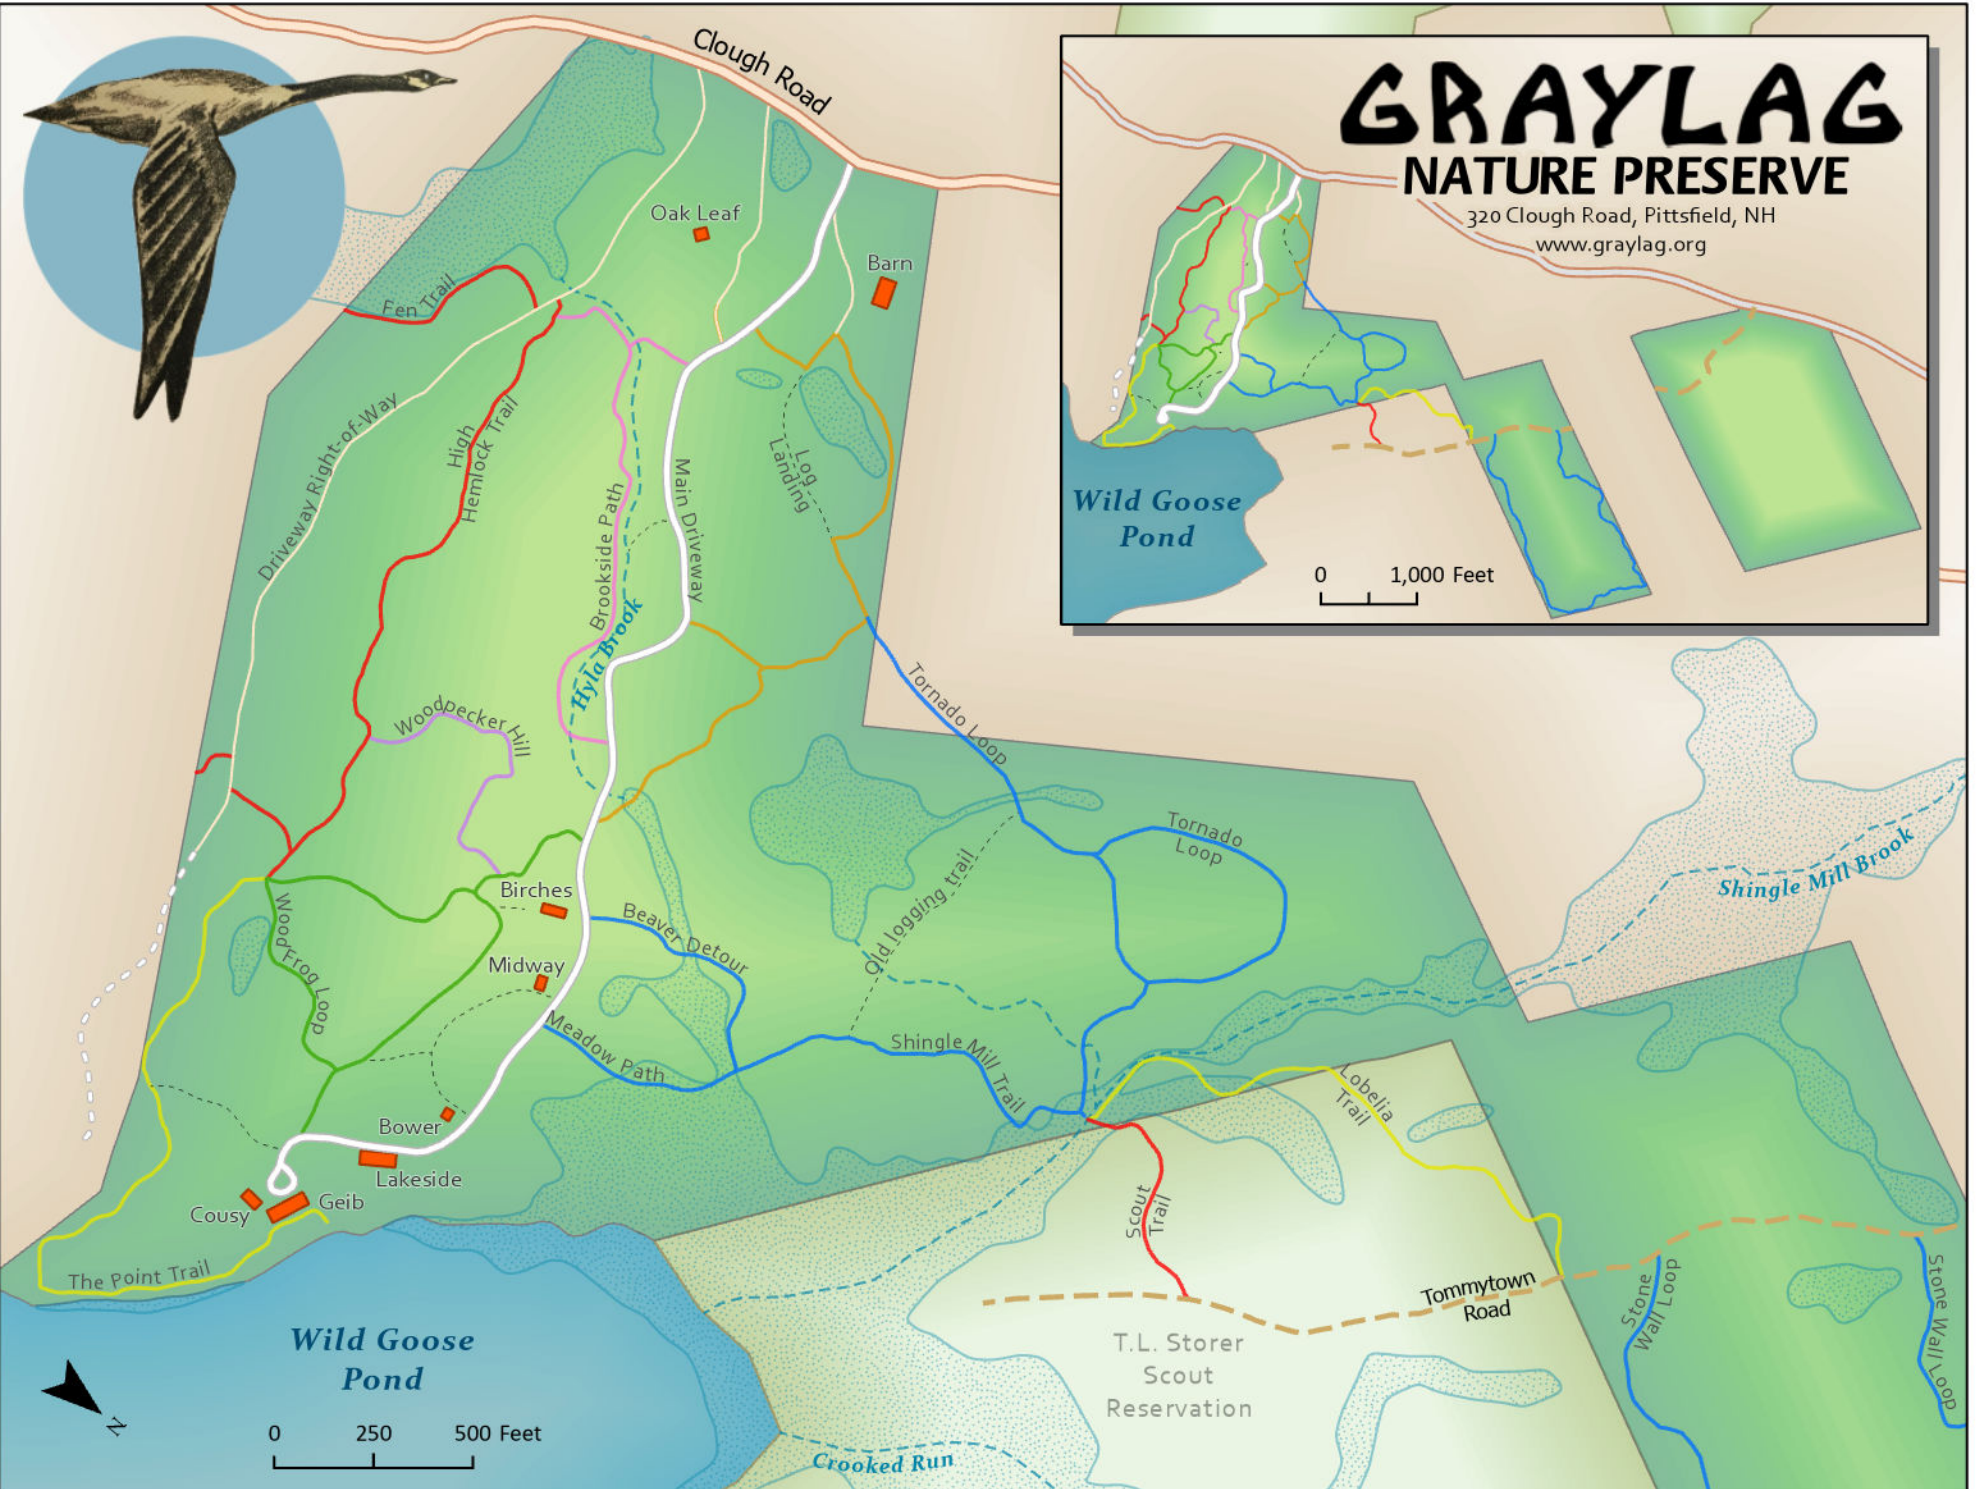 Clough Road
GRAYLAG
NATURE PRESERVE
320 Clough Road, Pittsfield, NH
www.graylag.org
Wild Goose
Pond
0 1,000 Feet
Oak Leaf
Barn
Fen Trail
Driveway Right-of-Way
High
Hemlock Trail
Brookside Path
Hyla Brook
Main Driveway
Log
Landing
Tornado Loop
Woodpecker Hill
Tornado
Loop
Shingle Mill Brook
Old logging trail
Birches
Beaver Detour
Wood Frog Loop
Midway
Meadow Path
Shingle Mill Trail
Lobelia
Trail
Bower
Lakeside
Cousy
Geib
The Point Trail
Scout
Trail
Tommytown
Road
Stone
Wall Loop
Stone Wall Loop
Wild Goose
Pond
T.L. Storer
Scout
Reservation
N
0 250 500 Feet
Crooked Run